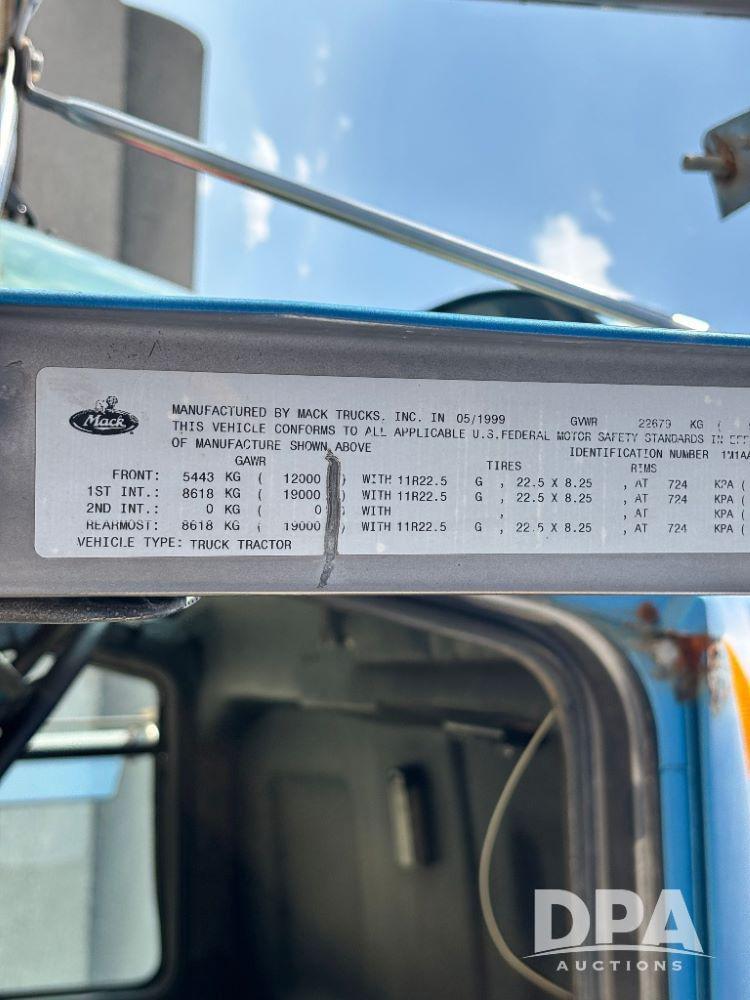 Mack
MANUFACTURED BY MACK TRUCKS. INC. IN 05/1999 GVWR 22679 KG (
THIS VEHICLE CONFORMS TO ALL APPLICABLE U.S.FEDERAL MOTOR SAFETY STANDARDS IN EFF
OF MANUFACTURE SHOWN ABOVE IDENTIFICATION NUMBER 1M1AA
GAWR TIRES RIMS
FRONT: 5443 KG ( 12000 ) WITH 11R22.5 G , 22.5 X 8.25 , AT 724 KPA (
1ST INT.: 8618 KG ( 19000 ) WITH 11R22.5 G , 22.5 X 8.25 , AT 724 KPA (
2ND INT.: 0 KG ( 0 ) WITH , , AT KPA (
REARMOST: 8618 KG ( 19000 ) WITH 11R22.5 G , 22.5 X 8.25 , AT 724 KPA (
VEHICLE TYPE: TRUCK TRACTOR
DPA
AUCTIONS